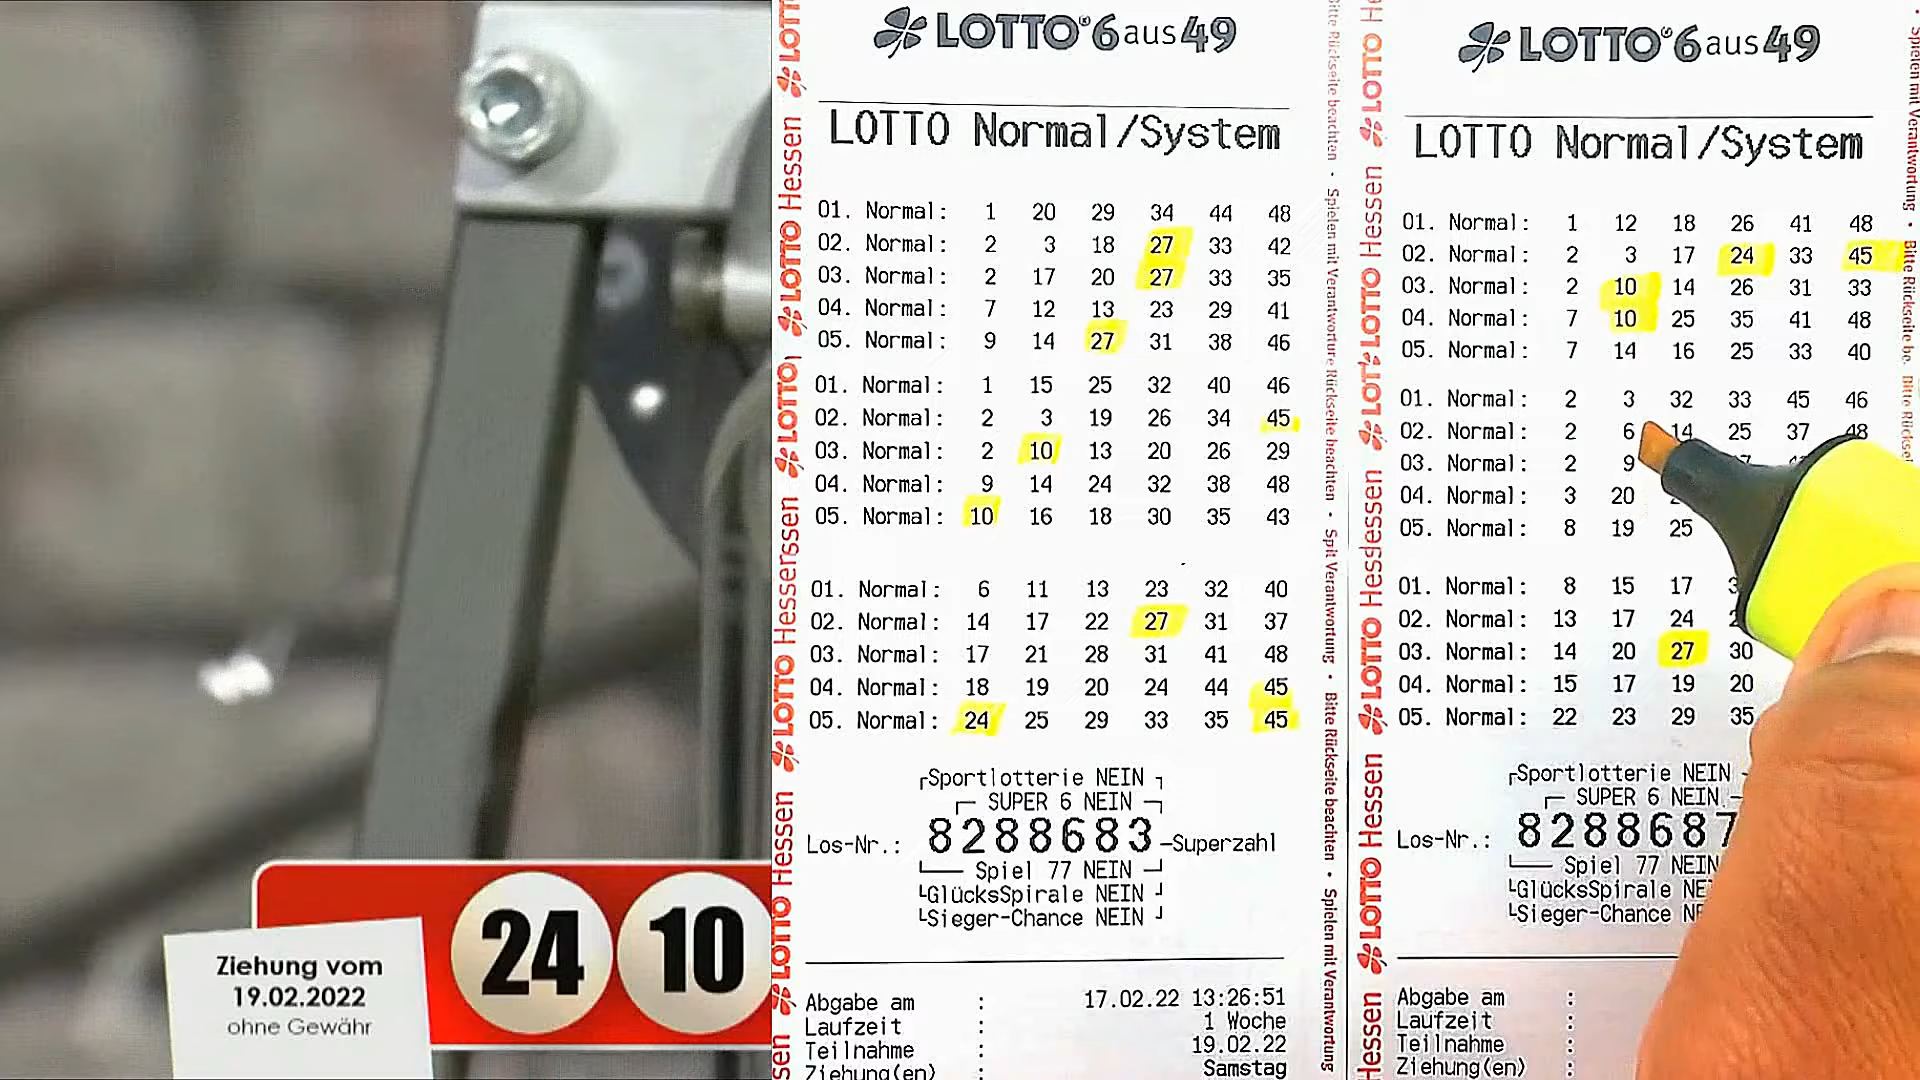 24 10
Ziehung vom
19.02.2022
ohne Gewähr
LOTTO 6aus49
LOTTO Normal/System
01. Normal: 1 20 29 34 44 48
02. Normal: 2 3 18 27 33 42
03. Normal: 2 17 20 27 33 35
04. Normal: 7 12 13 23 29 41
05. Normal: 9 14 27 31 38 46
01. Normal: 1 15 25 32 40 46
02. Normal: 2 3 19 26 34 45
03. Normal: 2 10 13 20 26 29
04. Normal: 9 14 24 32 38 48
05. Normal: 10 16 18 30 35 43
01. Normal: 6 11 13 23 32 40
02. Normal: 14 17 22 27 31 37
03. Normal: 17 21 28 31 41 48
04. Normal: 18 19 20 24 44 45
05. Normal: 24 25 29 33 35 45
Sportlotterie NEIN
SUPER 6 NEIN
Los-Nr.: 8288683-Superzahl
Spiel 77 NEIN
GlücksSpirale NEIN
Sieger-Chance NEIN
Abgabe am : 17.02.22 13:26:51
Laufzeit : 1 Woche
Teilnahme : 19.02.22
Ziehung(en) : Samstag
LOTTO 6aus49
LOTTO Normal/System
01. Normal: 1 12 18 26 41 48
02. Normal: 2 3 17 24 33 45
03. Normal: 2 10 14 26 31 33
04. Normal: 7 10 25 35 41 48
05. Normal: 7 14 16 25 33 40
01. Normal: 2 3 32 33 45 46
02. Normal: 2 6 14 25 37 48
03. Normal: 2 9
04. Normal: 3 20
05. Normal: 8 19 25
01. Normal: 8 15 17
02. Normal: 13 17 24
03. Normal: 14 20 27 30
04. Normal: 15 17 19 20
05. Normal: 22 23 29 35
Sportlotterie NEIN
SUPER 6 NEIN
Los-Nr.: 8288687
Spiel 77 NEIN
GlücksSpirale NE
Sieger-Chance NE
Abgabe am :
Laufzeit :
Teilnahme :
Ziehung(en) :
LOTTO Hessen
Bitte Rückseite beachten • Spielen mit Verantwortung